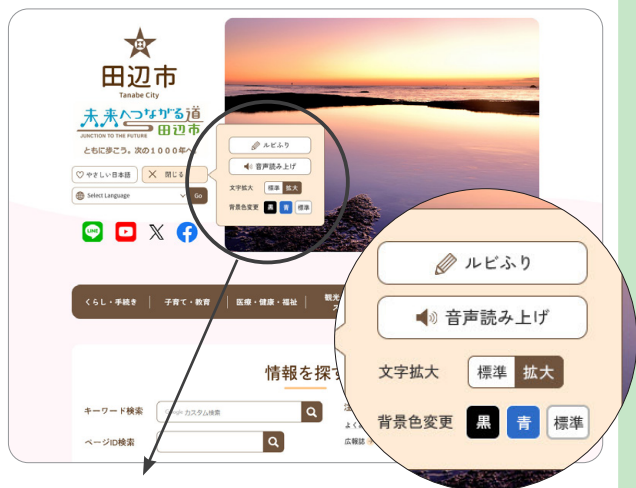 田辺市
Tanabe City
未来へつながる道
JUNCTION TO THE FUTURE 田辺市
ともに歩こう。次の1000年へ
やさしい日本語
閉じる
Select Language
Go
ルビふり
音声読み上げ
文字拡大 標準 拡大
背景色変更 黒 青 標準
LINE
くらし・手続き
子育て・教育
医療・健康・福祉
観光
情報を探す
キーワード検索
カスタム検索
ページID検索
広報誌
ルビふり
音声読み上げ
文字拡大 標準 拡大
背景色変更 黒 青 標準